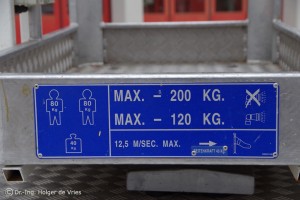 80 Kg
80 Kg
40 Kg
MAX. - 200 KG.
MAX. - 120 KG.
12,5 M/SEC. MAX.
© Dr.-Ing. Holger de Vries